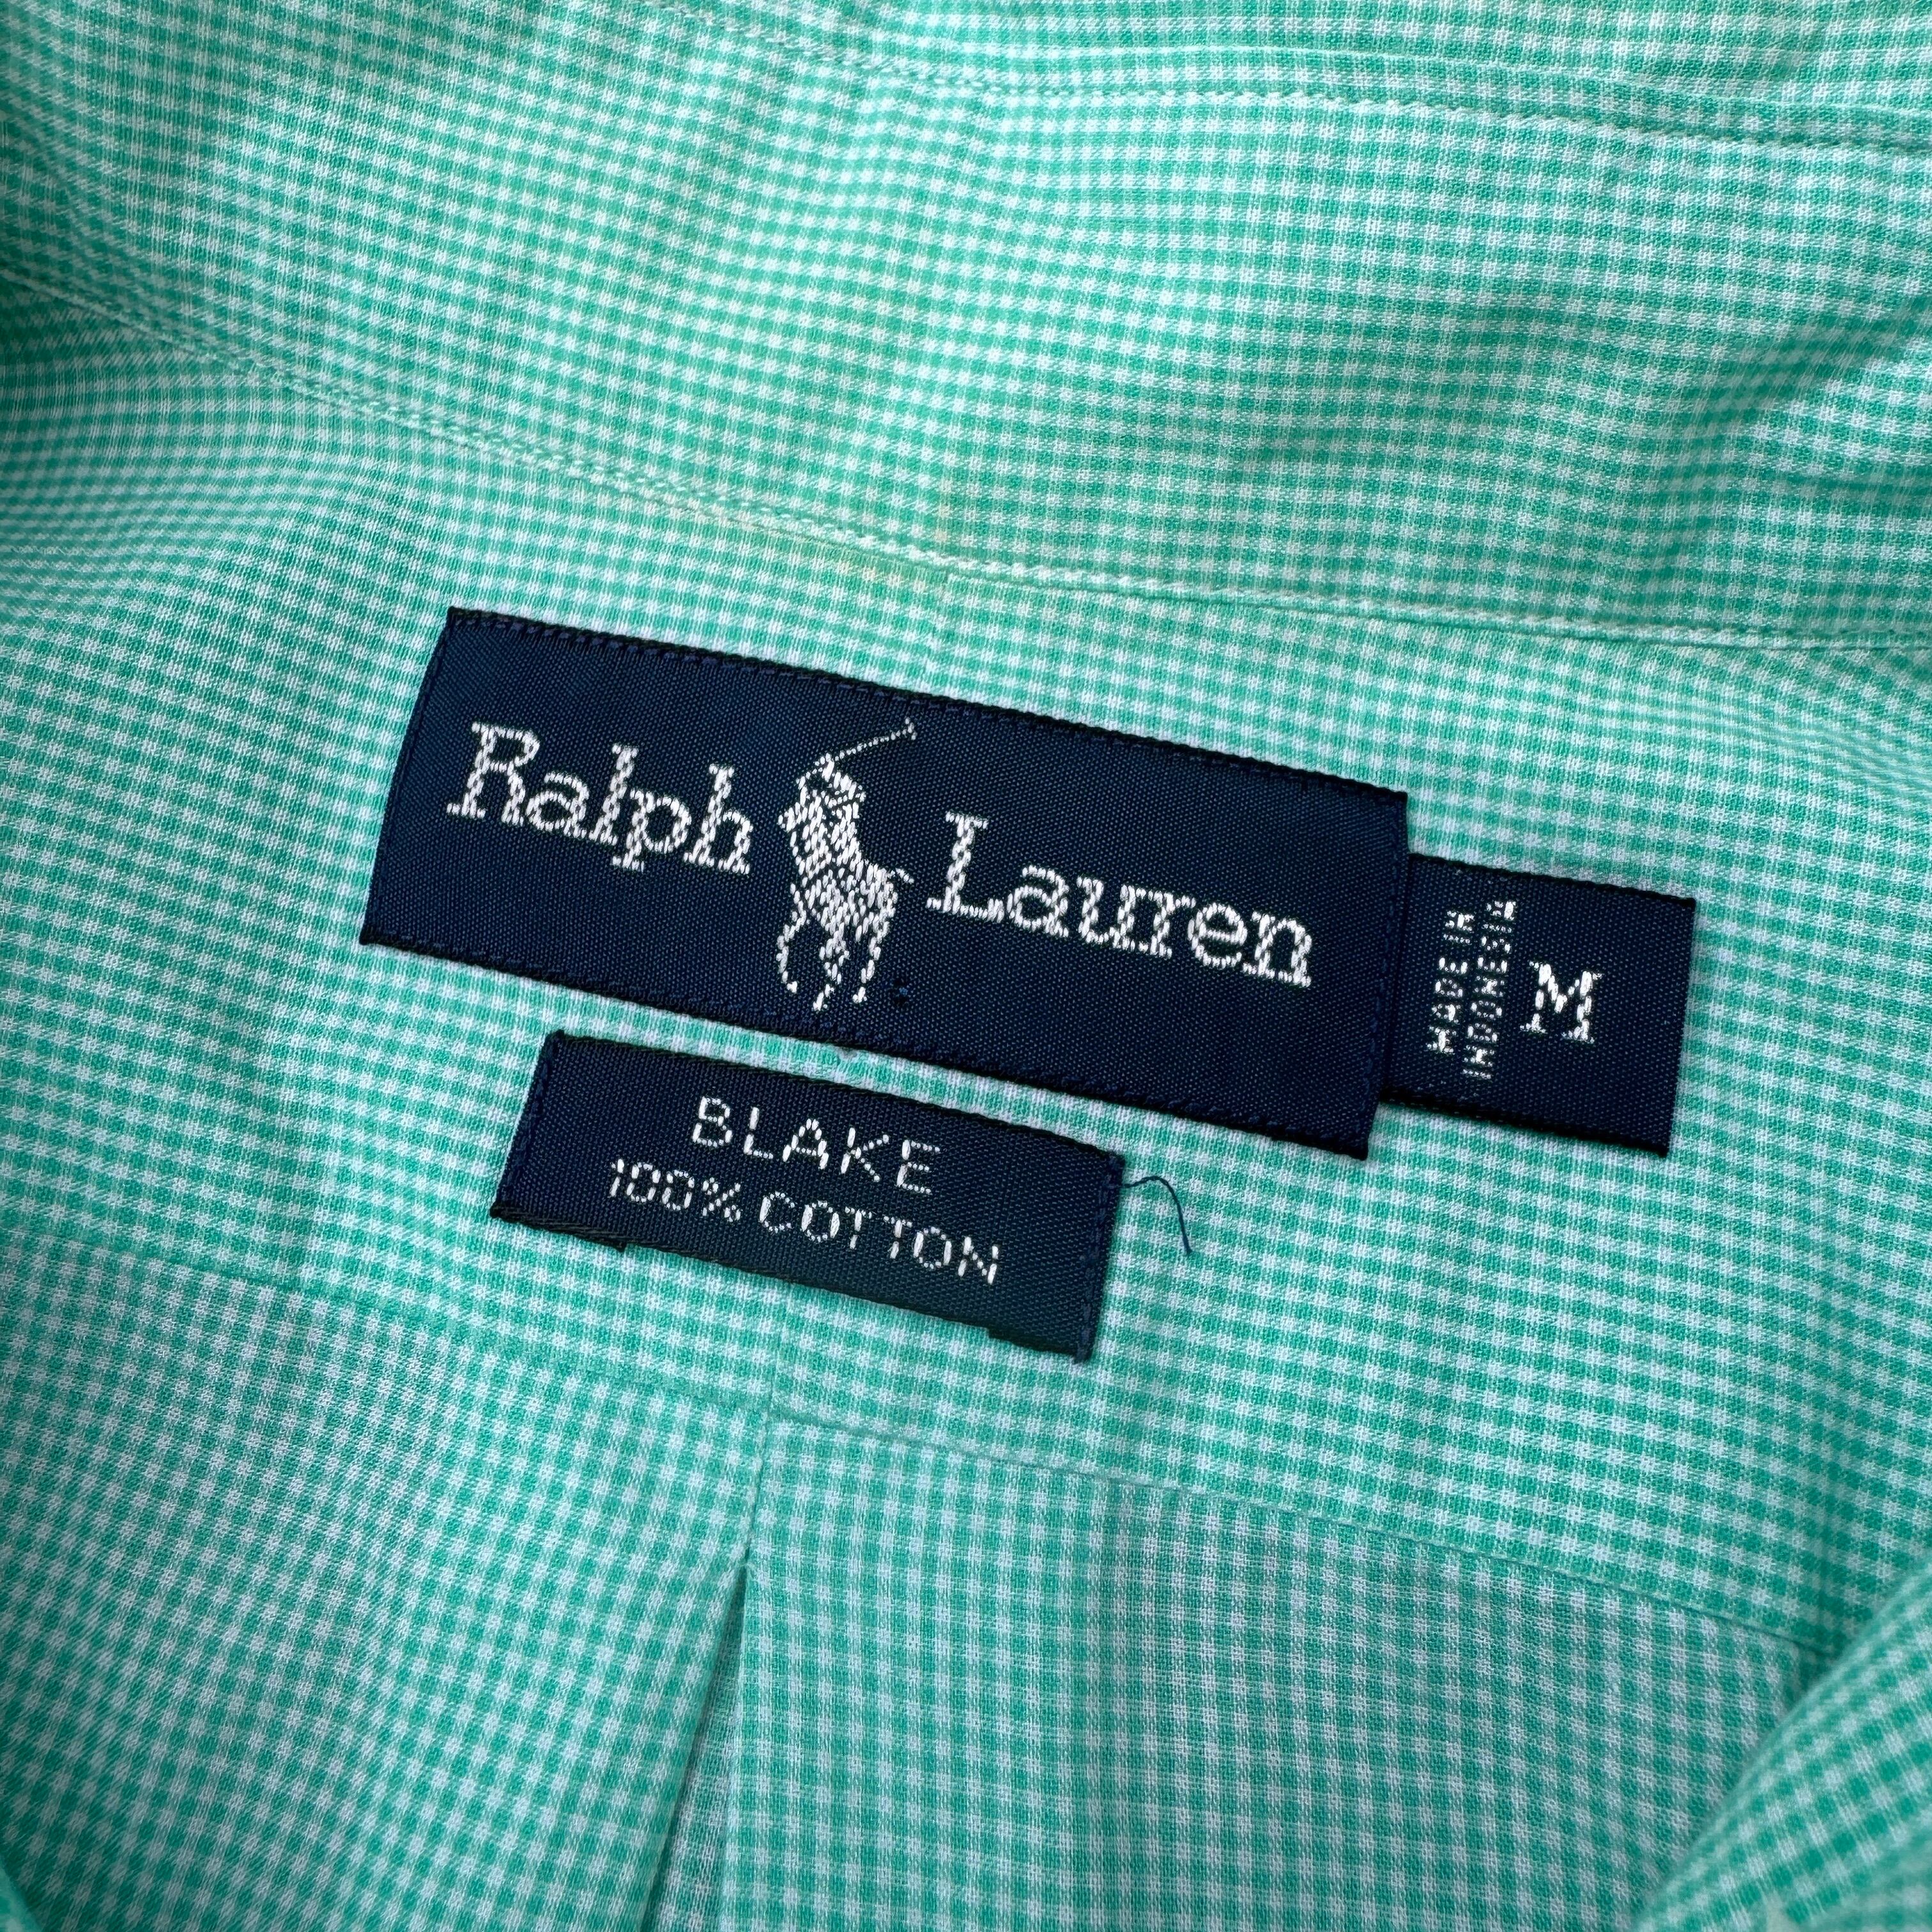 Ralph Lauren
MADE IN
INDONESIA
M
BLAKE
100% COTTON